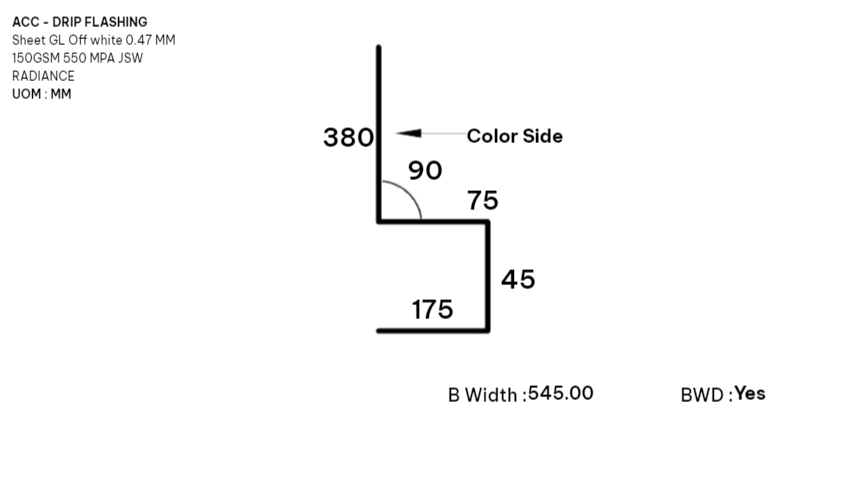 ACC - DRIP FLASHING
Sheet GL Off white 0.47 MM
150GSM 550 MPA JSW
RADIANCE
UOM : MM
380
Color Side
90
75
45
175
B Width :545.00
BWD :Yes